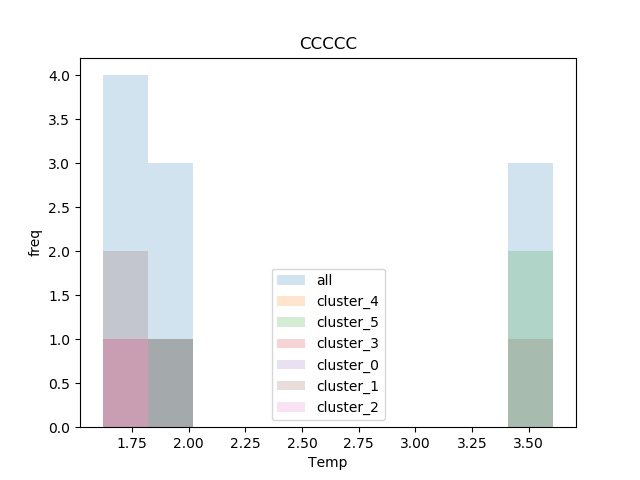 CCCCC
freq
4.0
3.5
3.0
2.5
2.0
1.5
1.0
0.5
0.0
all
cluster_4
cluster_5
cluster_3
cluster_0
cluster_1
cluster_2
1.75 2.00 2.25 2.50 2.75 3.00 3.25 3.50
Temp